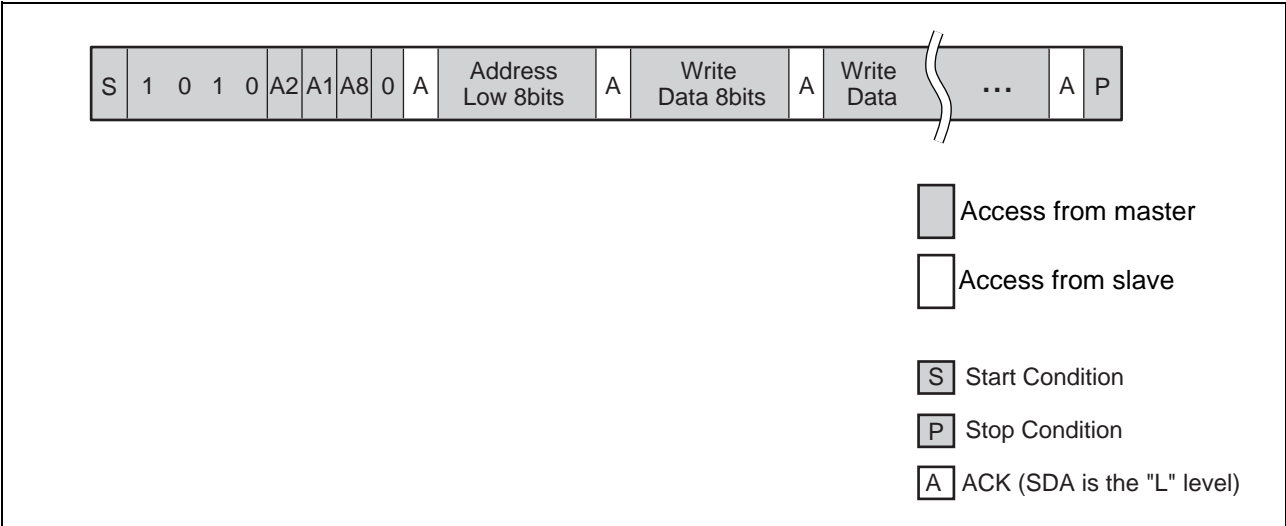 S 1 0 1 0 A2 A1 A8 0 A Address Low 8bits A Write Data 8bits A Write Data ... A P
Access from master
Access from slave
S Start Condition
P Stop Condition
A ACK (SDA is the "L" level)